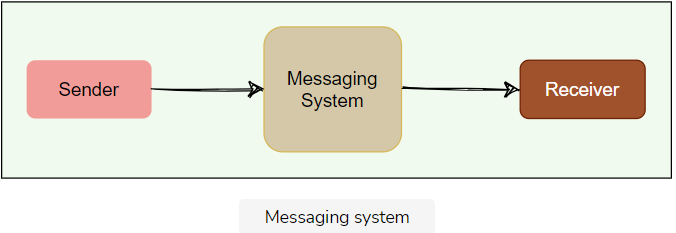 Sender
Messaging
System
Receiver
Messaging system